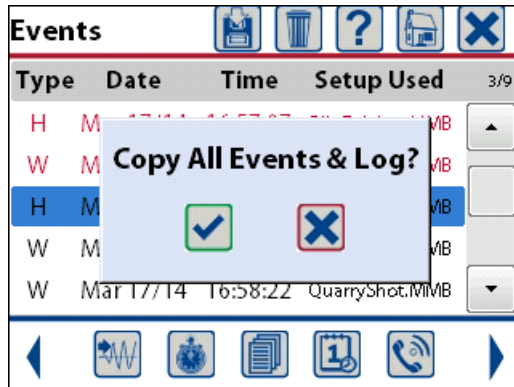 Events
Type Date Time Setup Used 3/9
H
W
Copy All Events & Log?
H
W
W Mar 17/14 16:58:22 QuarryShot.MMB
1